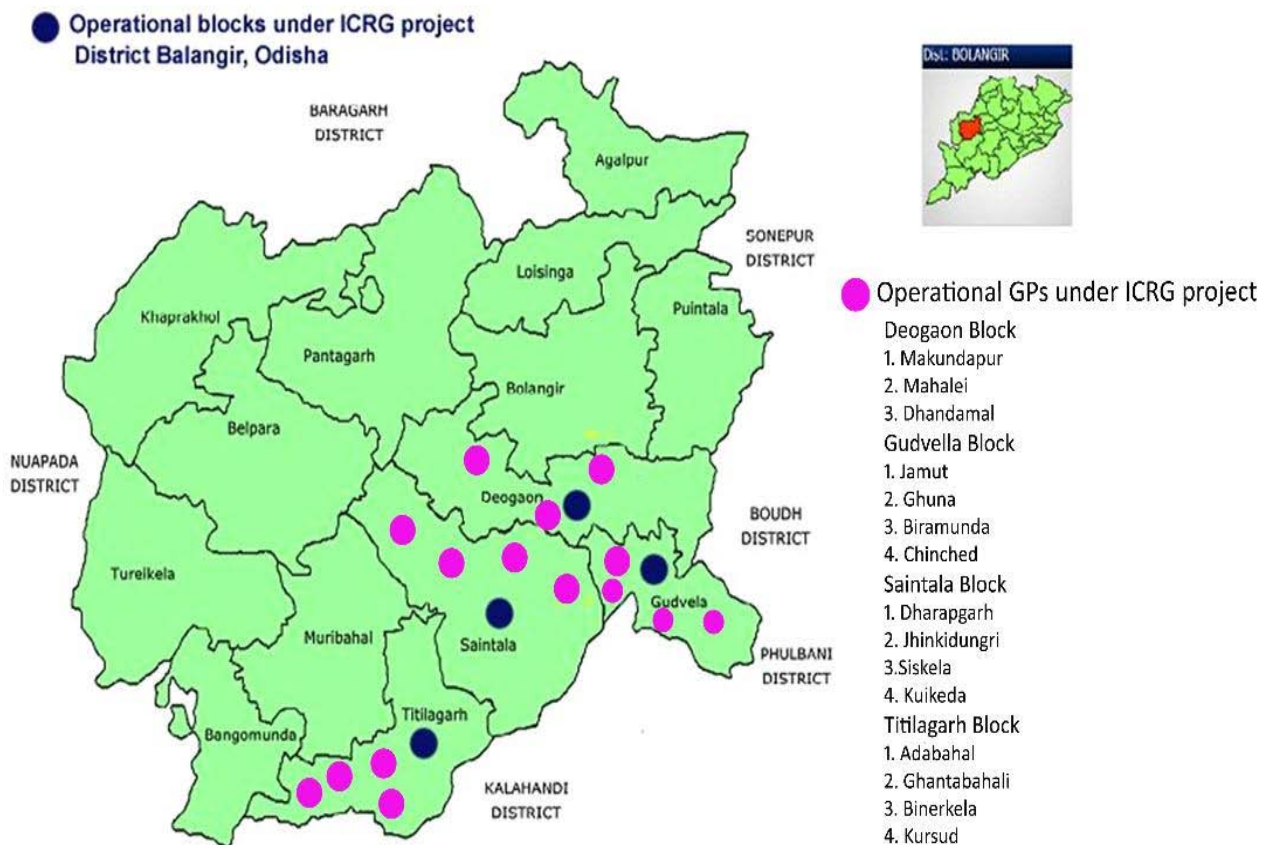 Operational blocks under ICRG project
District Balangir, Odisha
Dist.: BOLANGIR
BARAGARH
DISTRICT
Agalpur
SONEPUR
DISTRICT
Loisinga
Puintala
Khaprakhol
Pantagarh
Bolangir
Belpara
NUAPADA
DISTRICT
Deogaon
BOUDH
DISTRICT
Tureikela
Gudvela
Muribahal
Saintala
PHULBANI
DISTRICT
Titilagarh
Bangomunda
KALAHANDI
DISTRICT
Operational GPs under ICRG project
Deogaon Block
1. Makundapur
2. Mahalei
3. Dhandamal
Gudvella Block
1. Jamut
2. Ghuna
3. Biramunda
4. Chinched
Saintala Block
1. Dharapgarh
2. Jhinkidungri
3.Siskela
4. Kuikeda
Titilagarh Block
1. Adabahal
2. Ghantabahali
3. Binerkela
4. Kursud